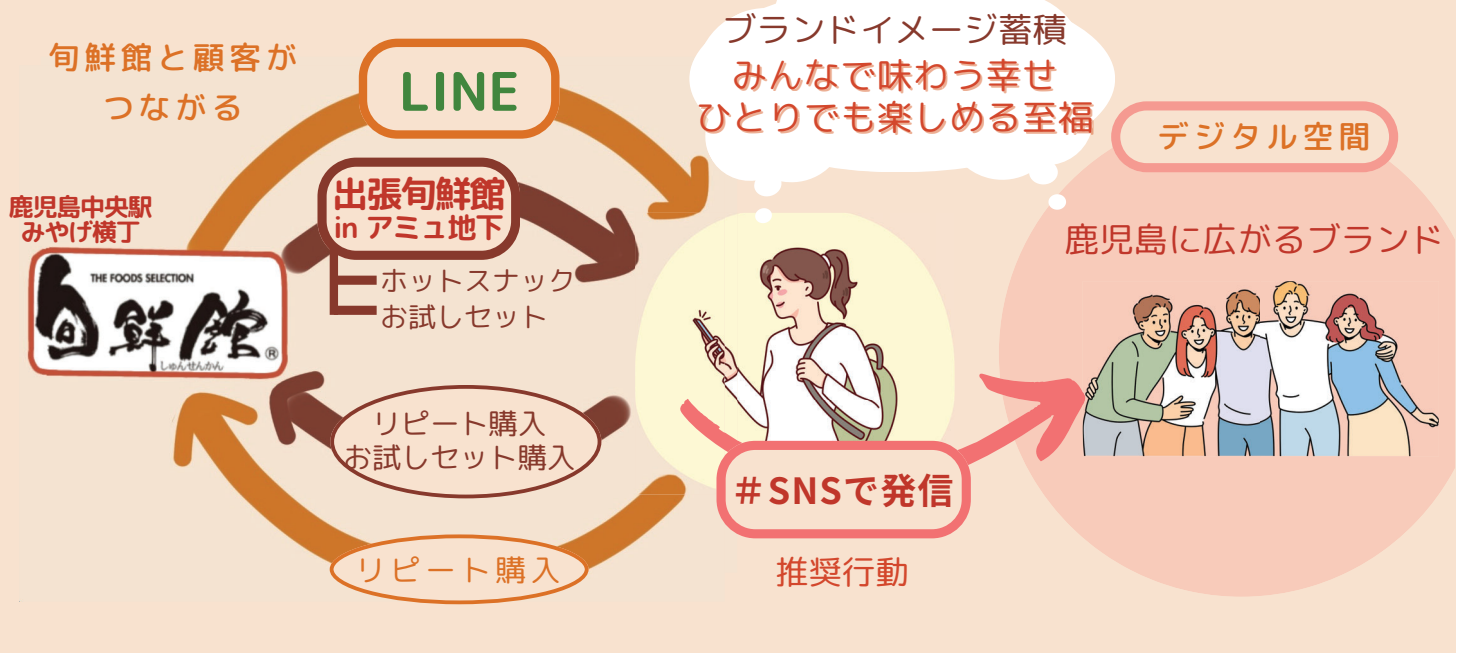 旬鮮館と顧客が
つながる
LINE
ブランドイメージ蓄積
みんなで味わう幸せ
ひとりでも楽しめる至福
デジタル空間
鹿児島中央駅
みやげ横丁
出張旬鮮館
in アミュ地下
ホットスナック
お試しセット
THE FOODS SELECTION
旬鮮館®
しゅんせんかん
鹿児島に広がるブランド
リピート購入
お試しセット購入
#SNSで発信
リピート購入
推奨行動